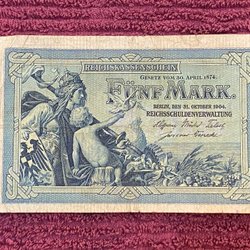 REICHSKASSENSCHEIN
GESETZ VOM 30. APRIL 1874.
FÜNF MARK.
BERLIN, DEN 31. OKTOBER 1904.
REICHSSCHULDENVERWALTUNG